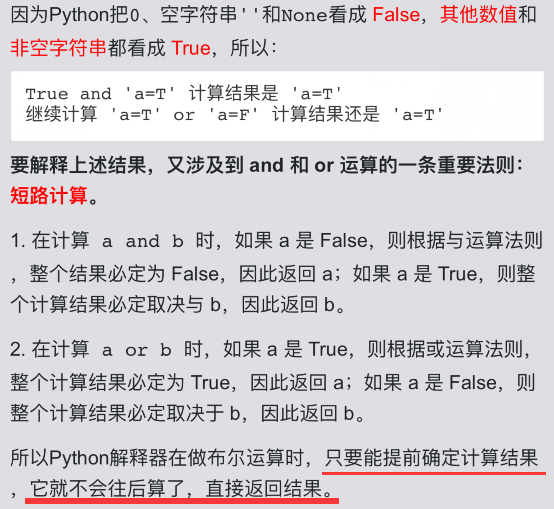 因为Python把0、空字符串''和None看成 False，其他数值和
非空字符串都看成 True，所以：
True and 'a=T' 计算结果是 'a=T'
继续计算 'a=T' or 'a=F' 计算结果还是 'a=T'
要解释上述结果，又涉及到 and 和 or 运算的一条重要法则：
短路计算。
1. 在计算 a and b 时，如果 a 是 False，则根据与运算法则
，整个结果必定为 False，因此返回 a；如果 a 是 True，则整
个计算结果必定取决与 b，因此返回 b。
2. 在计算 a or b 时，如果 a 是 True，则根据或运算法则，
整个计算结果必定为 True，因此返回 a；如果 a 是 False，则
整个计算结果必定取决于 b，因此返回 b。
所以Python解释器在做布尔运算时，只要能提前确定计算结果
，它就不会往后算了，直接返回结果。